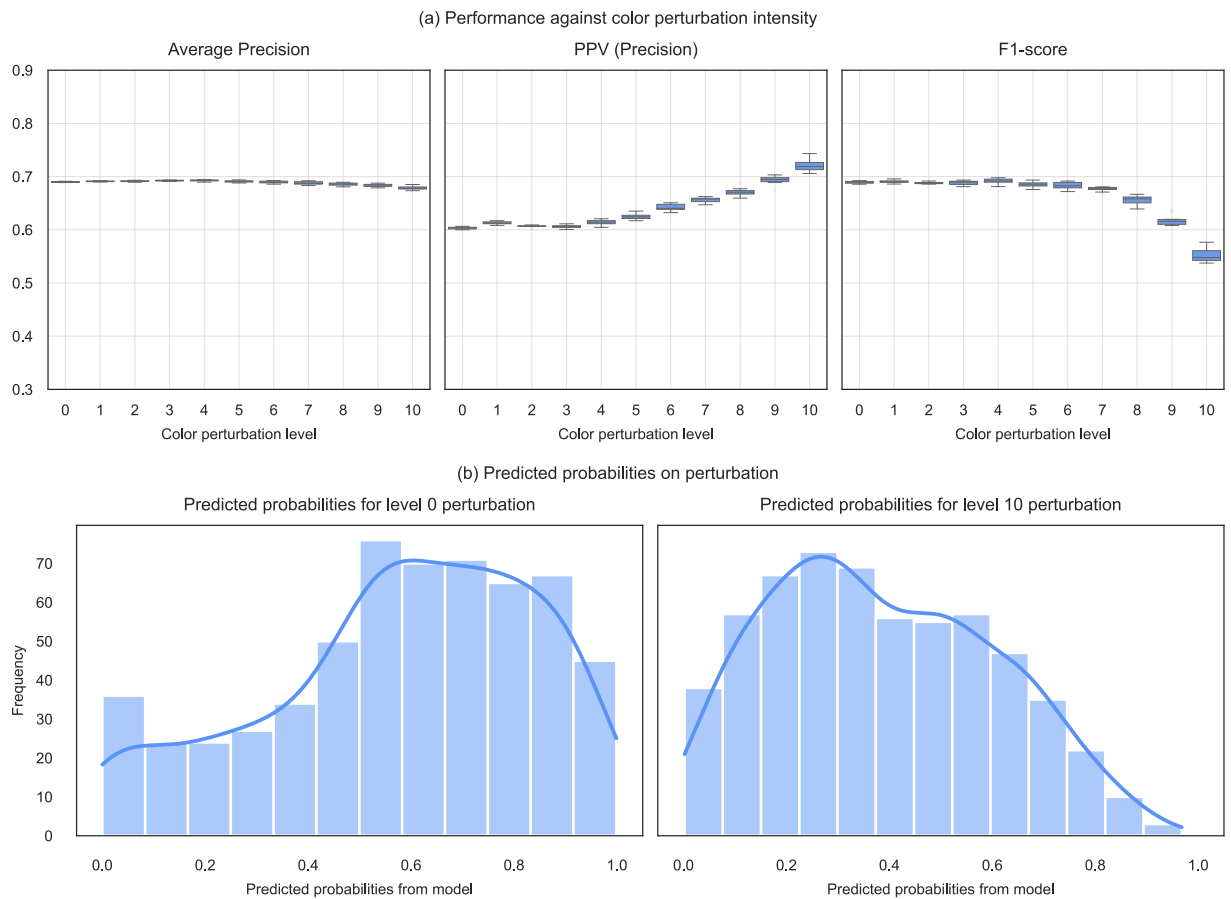 (a) Performance against color perturbation intensity
Average Precision
PPV (Precision)
F1-score
0.9
0.8
0.7
0.6
0.5
0.4
0.3
0 1 2 3 4 5 6 7 8 9 10
0 1 2 3 4 5 6 7 8 9 10
0 1 2 3 4 5 6 7 8 9 10
Color perturbation level
Color perturbation level
Color perturbation level
(b) Predicted probabilities on perturbation
Predicted probabilities for level 0 perturbation
Predicted probabilities for level 10 perturbation
Frequency
70
60
50
40
30
20
10
0
0.0 0.2 0.4 0.6 0.8 1.0
0.0 0.2 0.4 0.6 0.8 1.0
Predicted probabilities from model
Predicted probabilities from model